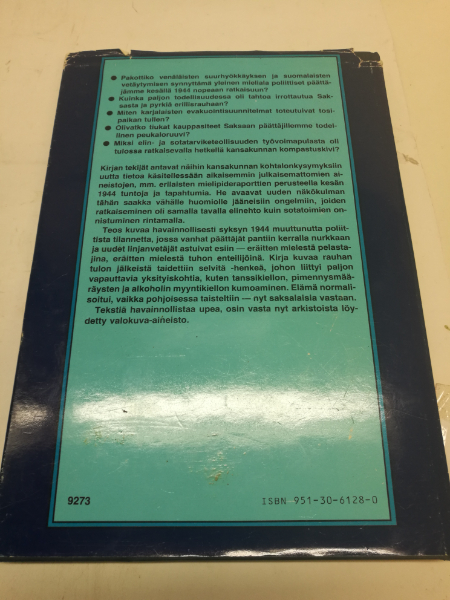 ● Pakottiko venäläisten suurhyökkäyksen ja suomalaisten
vetäytymisen synnyttämä yleinen mieliala poliittiset päättä-
jämme kesällä 1944 nopeaan ratkaisuun?
● Kuinka paljon todellisuudessa oli tahtoa irrottautua Sak-
sasta ja pyrkiä erillisrauhaan?
● Miten karjalaisten evakuointisuunnitelmat toteutuivat tosi-
paikan tullen?
● Olivatko tiukat kauppasiteet Saksaan päättäjillemme todel-
linen peukaloruuvi?
● Miksi elin- ja sotatarviketeollisuuden työvoimapulasta oli
tulossa ratkaisevalla hetkellä kansakunnan kompastuskivi?
Kirjan tekijät antavat näihin kansakunnan kohtalonkysymyksiin
uutta tietoa käsitellessään aikaisemmin julkaisemattomien ai-
neistojen, mm. erilaisten mielipideraporttien perusteella kesän
1944 tuntoja ja tapahtumia. He avaavat uuden näkökulman
tähän saakka vähälle huomiolle jääneisiin ongelmiin, joiden
ratkaiseminen oli samalla tavalla elinehto kuin sotatoimien on-
nistuminen rintamalla.
Teos kuvaa havainnollisesti syksyn 1944 muuttunutta poliit-
tista tilannetta, jossa vanhat päättäjät pantiin kerralla nurkkaan
ja uudet linjanvetäjät astuivat esiin — eräitten mielestä pelasta-
jina, eräitten mielestä tuhon enteilijöinä. Kirja kuvaa rauhan
tulon jälkeistä taidettiin selvitä -henkeä, johon liittyi paljon
vapauttavia yksityiskohtia, kuten tanssikiellon, pimennysmää-
räysten ja alkoholin myyntikiellon kumoaminen. Elämä normali-
soitui, vaikka pohjoisessa taisteltiin — nyt saksalaisia vastaan.
Tekstiä havainnollistaa upea, osin vasta nyt arkistoista löy-
detty valokuva-aineisto.
9273
ISBN 951-30-6128-0